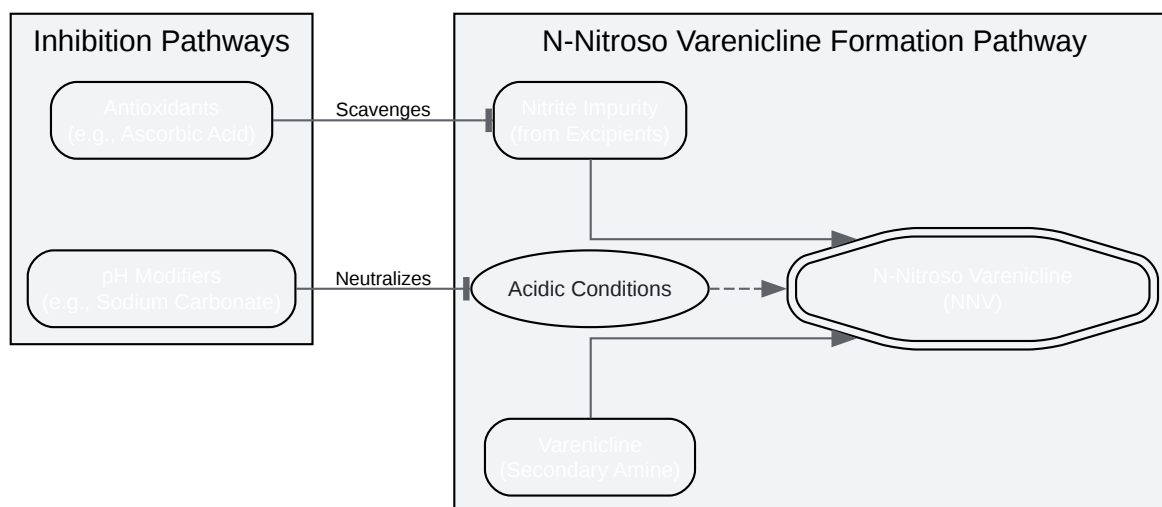 Inhibition Pathways
N-Nitroso Varenicline Formation Pathway
Antioxidants
(e.g., Ascorbic Acid)
Scavenges
Nitrite Impurity
(from Excipients)
pH Modifiers
(e.g., Sodium Carbonate)
Neutralizes
Acidic Conditions
N-Nitroso Varenicline
(NNV)
Varenicline
(Secondary Amine)